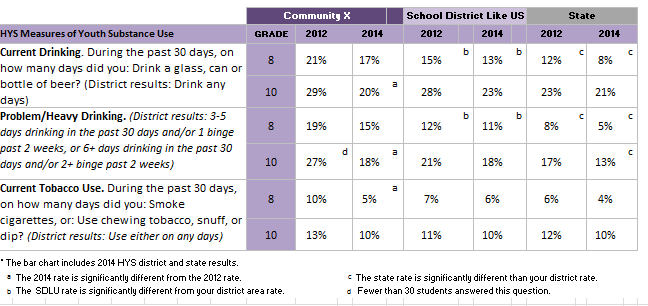 Community X School District Like US State
HYS Measures of Youth Substance Use GRADE 2012 2014 2012 2014 2012 2014
Current Drinking. During the past 30 days, on
how many days did you: Drink a glass, can or
bottle of beer? (District results: Drink any
days)
8 21% 17% 15% b 13% b 12% c 8% c
10 29% 20% a 28% 23% 23% 21%
Problem/Heavy Drinking. (District results: 3-5
days drinking in the past 30 days and/or 1 binge
past 2 weeks, or 6+ days drinking in the past 30
days and/or 2+ binge past 2 weeks)
8 19% 15% 12% b 11% b 8% c 5% c
10 27% d 18% a 21% 18% 17% 13% c
Current Tobacco Use. During the past 30 days,
on how many days did you: Smoke
cigarettes, or: Use chewing tobacco, snuff, or
dip? (District results: Use either on any days)
8 10% 5% a 7% 6% 6% 4%
10 13% 10% 11% 10% 12% 10%
* The bar chart includes 2014 HYS district and state results.
a The 2014 rate is significantly different from the 2012 rate. c The state rate is significantly different than your district rate.
b The SDLU rate is significantly different from your district area rate. d Fewer than 30 students answered this question.